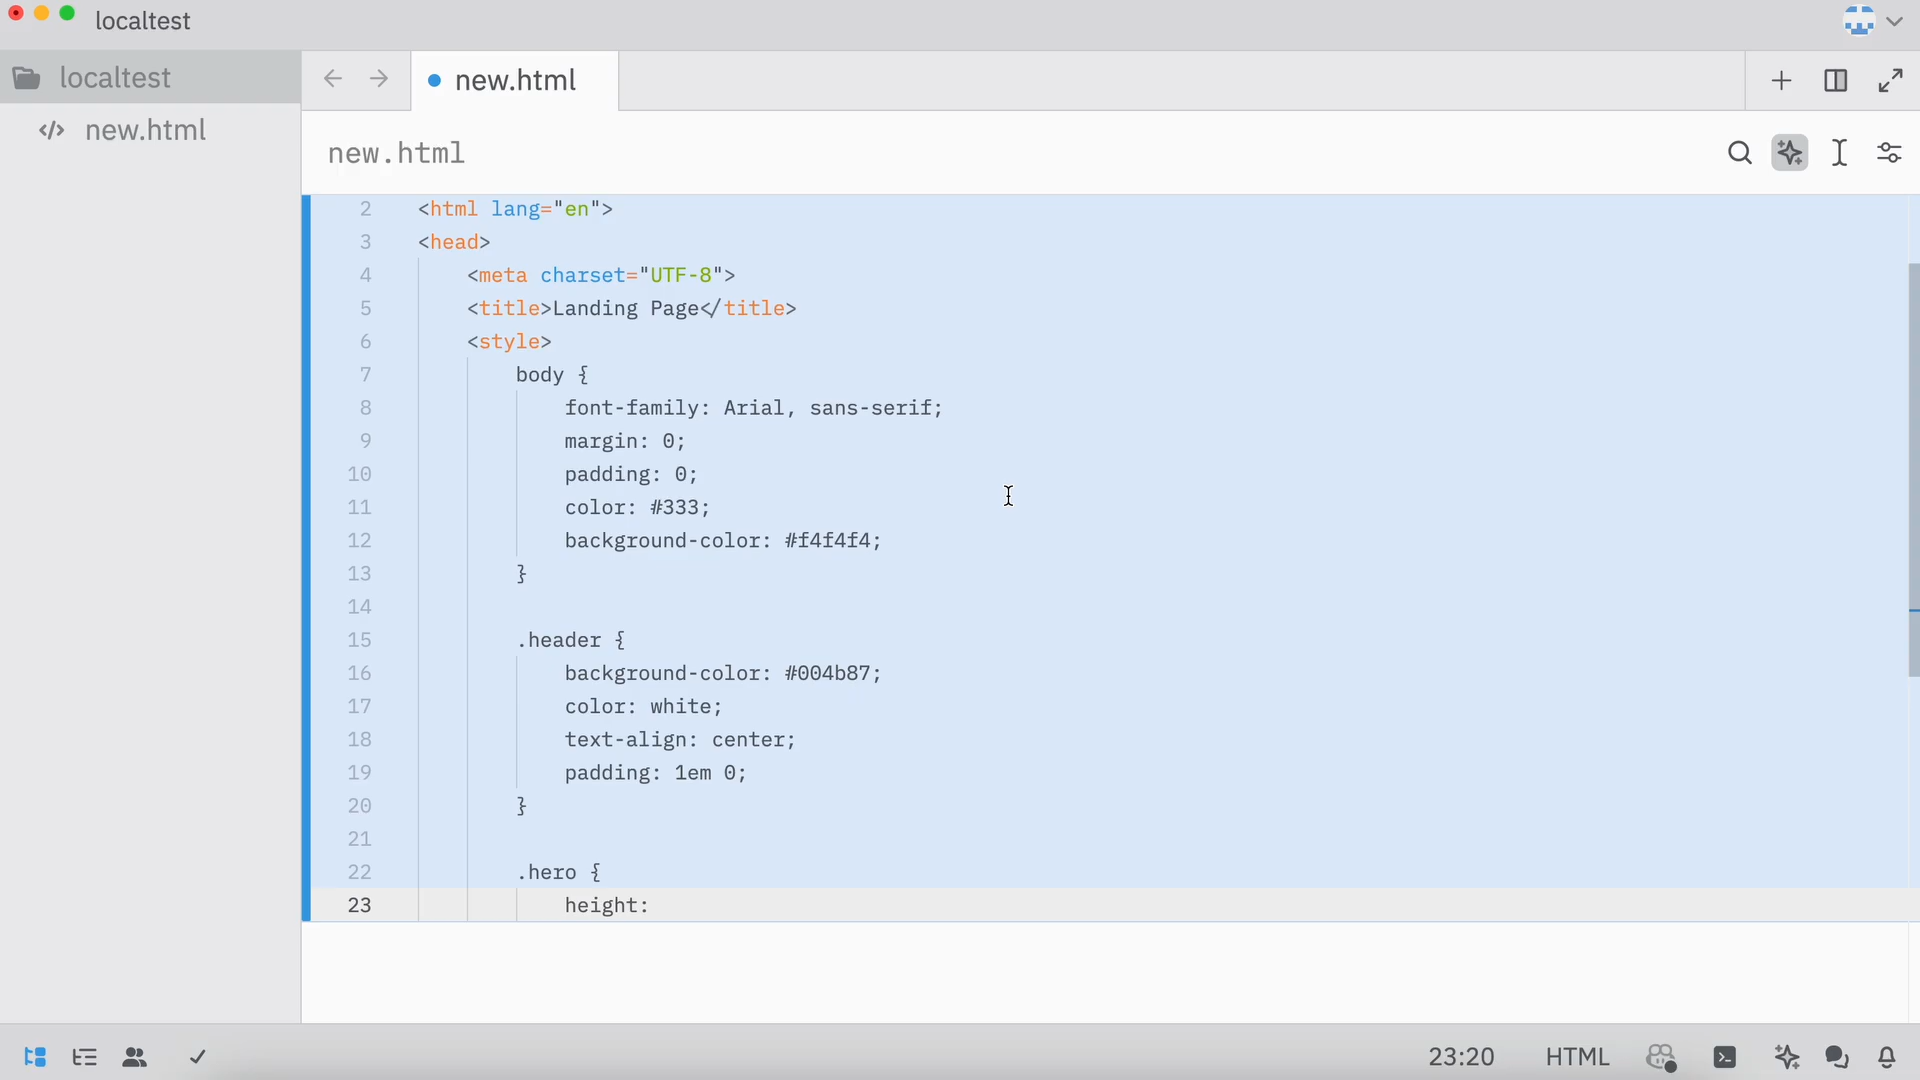 localtest
localtest
new.html
new.html
new.html
2 <html lang="en">
3 <head>
4 <meta charset="UTF-8">
5 <title>Landing Page</title>
6 <style>
7 body {
8 font-family: Arial, sans-serif;
9 margin: 0;
10 padding: 0;
11 color: #333;
12 background-color: #f4f4f4;
13 }
14
15 .header {
16 background-color: #004b87;
17 color: white;
18 text-align: center;
19 padding: 1em 0;
20 }
21
22 .hero {
23 height:
23:20 HTML